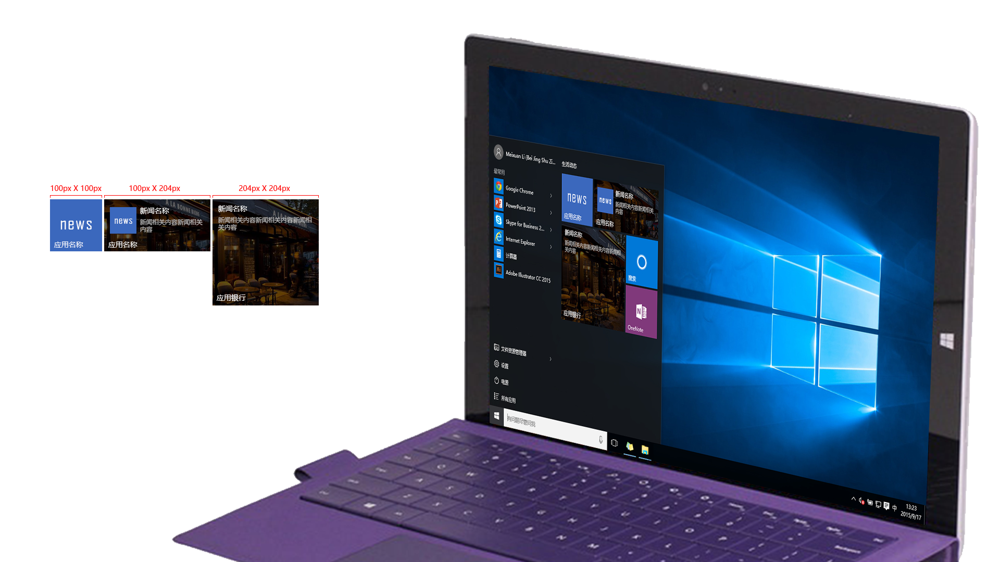 100px X 100px
100px X 204px
204px X 204px
news
应用名称
À LA BONNE BIÈRE
news
新闻名称
新闻相关内容新闻相关
内容
应用名称
新闻名称
新闻相关内容新闻相关内容新闻相
关内容
应用银行
Meixuan Li (Bei Jing Shu Zi...
最常用
Google Chrome
PowerPoint 2013
Skype for Business 2...
Internet Explorer
计算器
Adobe Illustrator CC 2015
文件资源管理器
设置
电源
所有应用
有问题尽管问我
生活动态
news
应用名称
news
新闻名称
新闻相关内容新闻相关
内容
应用名称
新闻名称
新闻相关内容新闻相关内容新闻相
关内容
应用银行
搜索
OneNote
中
13:23
2015/9/17
Q
W
E
R
T
Y
U
I
O
P
A
S
D
F
G
H
J
K
L
Z
X
C
V
B
N
M
Backspace